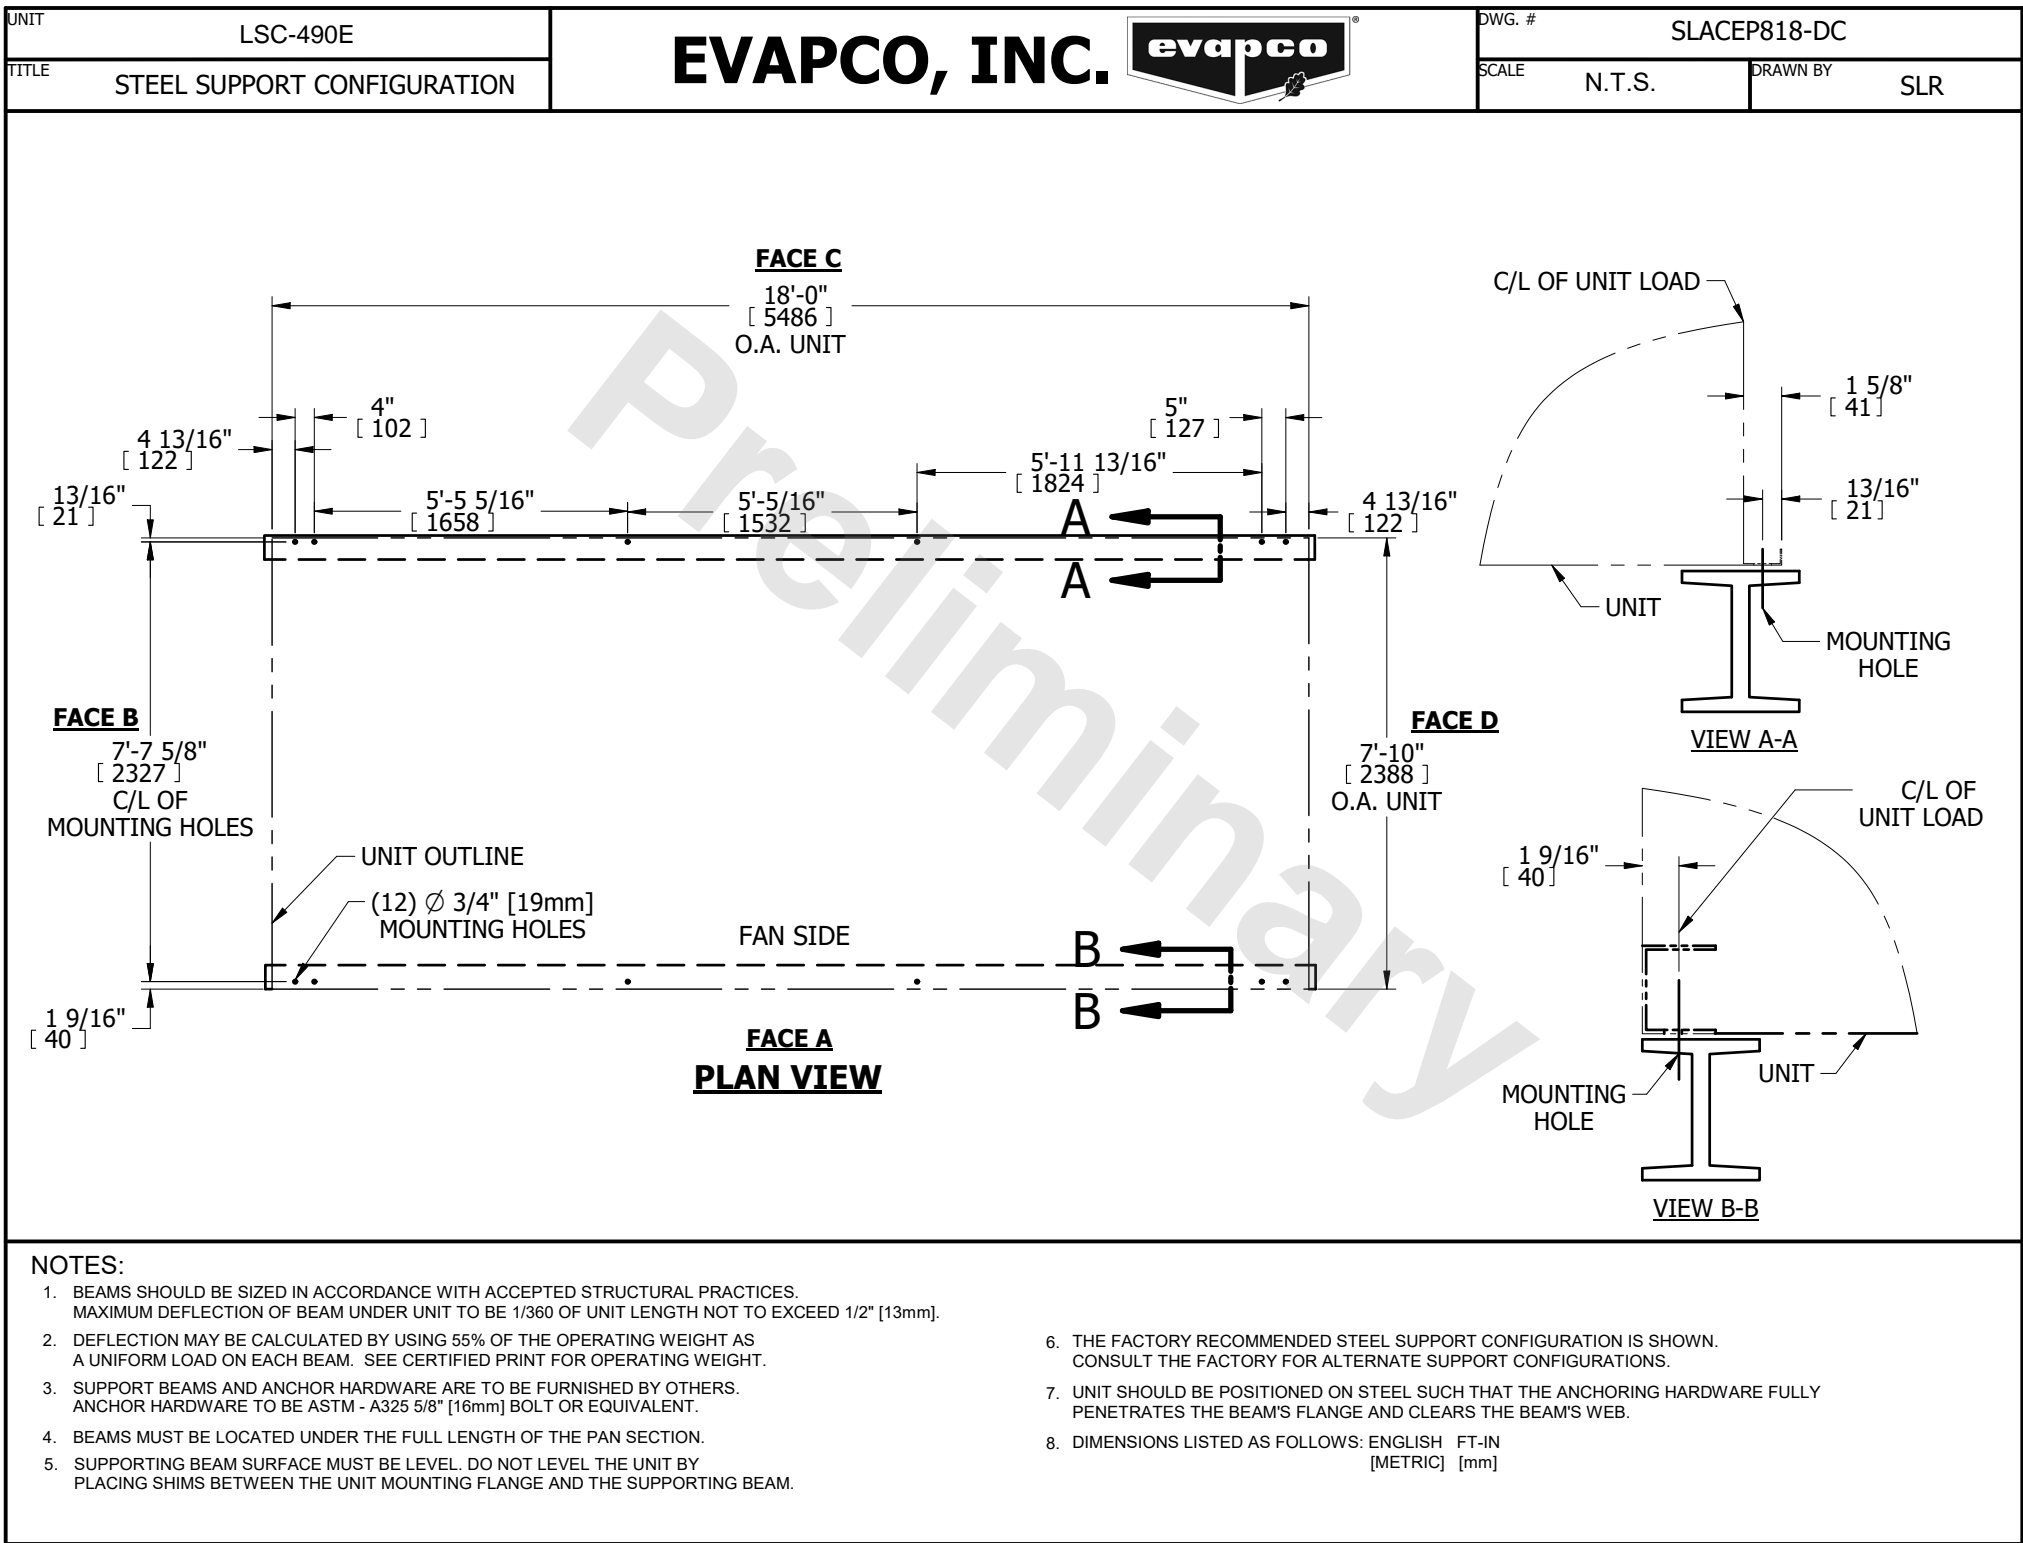 UNIT
LSC-490E
TITLE
STEEL SUPPORT CONFIGURATION
EVAPCO, INC.
evapco
®
DWG. #
SLACEP818-DC
SCALE
N.T.S.
DRAWN BY
SLR
FACE C
18'-0"
[ 5486 ]
O.A. UNIT
4"
[ 102 ]
5"
[ 127 ]
4 13/16"
[ 122 ]
5'-11 13/16"
[ 1824 ]
13/16"
[ 21 ]
5'-5 5/16"
[ 1658 ]
5'-5/16"
[ 1532 ]
4 13/16"
[ 122 ]
A
A
FACE B
7'-7 5/8"
[ 2327 ]
C/L OF
MOUNTING HOLES
FACE D
7'-10"
[ 2388 ]
O.A. UNIT
UNIT OUTLINE
(12) ∅ 3/4" [19mm]
MOUNTING HOLES
FAN SIDE
B
B
1 9/16"
[ 40 ]
FACE A
PLAN VIEW
Preliminary
C/L OF UNIT LOAD
1 5/8"
[ 41 ]
13/16"
[ 21 ]
UNIT
MOUNTING
HOLE
VIEW A-A
C/L OF
UNIT LOAD
1 9/16"
[ 40 ]
UNIT
MOUNTING
HOLE
VIEW B-B
NOTES:
1. BEAMS SHOULD BE SIZED IN ACCORDANCE WITH ACCEPTED STRUCTURAL PRACTICES.
MAXIMUM DEFLECTION OF BEAM UNDER UNIT TO BE 1/360 OF UNIT LENGTH NOT TO EXCEED 1/2" [13mm].
2. DEFLECTION MAY BE CALCULATED BY USING 55% OF THE OPERATING WEIGHT AS
A UNIFORM LOAD ON EACH BEAM. SEE CERTIFIED PRINT FOR OPERATING WEIGHT.
3. SUPPORT BEAMS AND ANCHOR HARDWARE ARE TO BE FURNISHED BY OTHERS.
ANCHOR HARDWARE TO BE ASTM - A325 5/8" [16mm] BOLT OR EQUIVALENT.
4. BEAMS MUST BE LOCATED UNDER THE FULL LENGTH OF THE PAN SECTION.
5. SUPPORTING BEAM SURFACE MUST BE LEVEL. DO NOT LEVEL THE UNIT BY
PLACING SHIMS BETWEEN THE UNIT MOUNTING FLANGE AND THE SUPPORTING BEAM.
6. THE FACTORY RECOMMENDED STEEL SUPPORT CONFIGURATION IS SHOWN.
CONSULT THE FACTORY FOR ALTERNATE SUPPORT CONFIGURATIONS.
7. UNIT SHOULD BE POSITIONED ON STEEL SUCH THAT THE ANCHORING HARDWARE FULLY
PENETRATES THE BEAM'S FLANGE AND CLEARS THE BEAM'S WEB.
8. DIMENSIONS LISTED AS FOLLOWS: ENGLISH FT-IN
[METRIC] [mm]